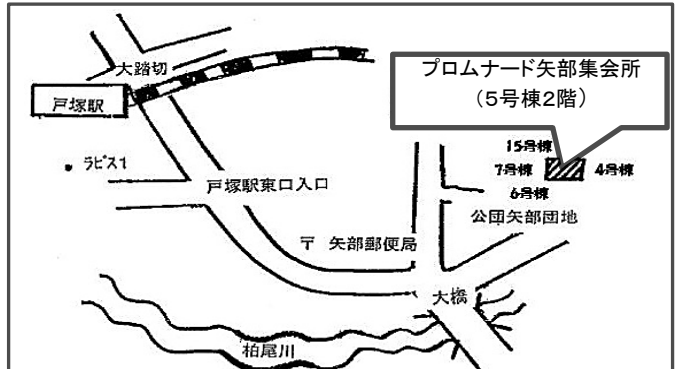 大踏切
プロムナード矢部集会所
（5号棟2階）
戸塚駅
15号棟
ラピス1
7号棟
4号棟
6号棟
戸塚駅東口入口
公団矢部団地
〒 矢部郵便局
大橋
柏尾川